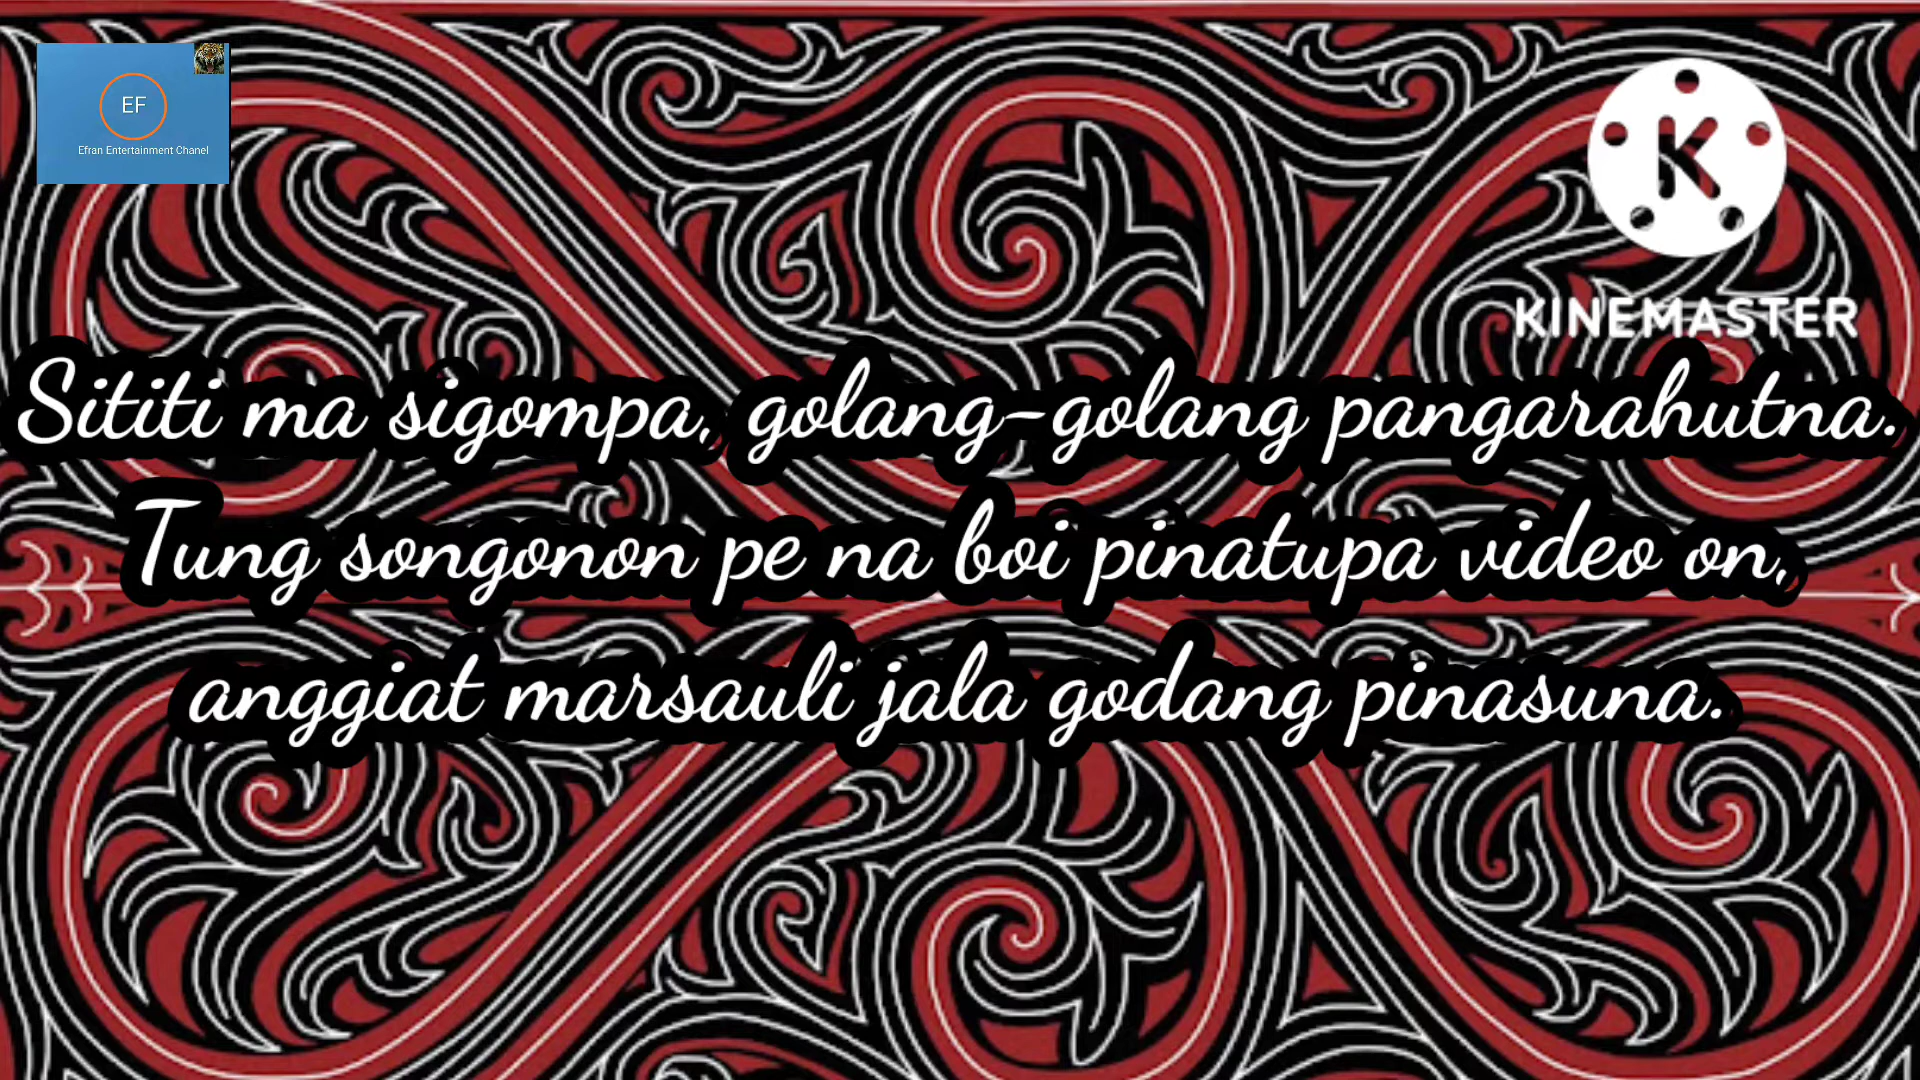 EF
Efran Entertainment Chanel
K
KINEMASTER
Sititi ma sigompa, golang-golang pangarahutna.
Tung songonon pe na boi pinatupa video on,
anggiat marsauli jala godang pinasuna.